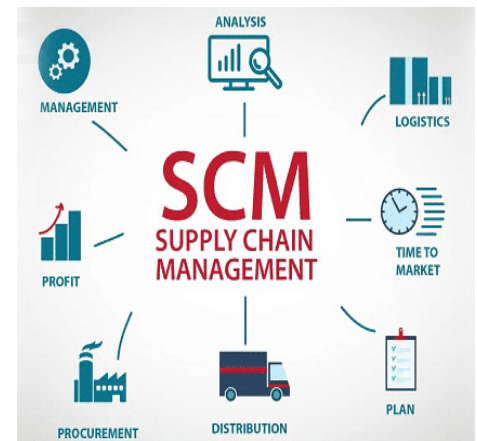 ANALYSIS
MANAGEMENT
LOGISTICS
SCM
SUPPLY CHAIN
MANAGEMENT
PROFIT
TIME TO
MARKET
PROCUREMENT
DISTRIBUTION
PLAN